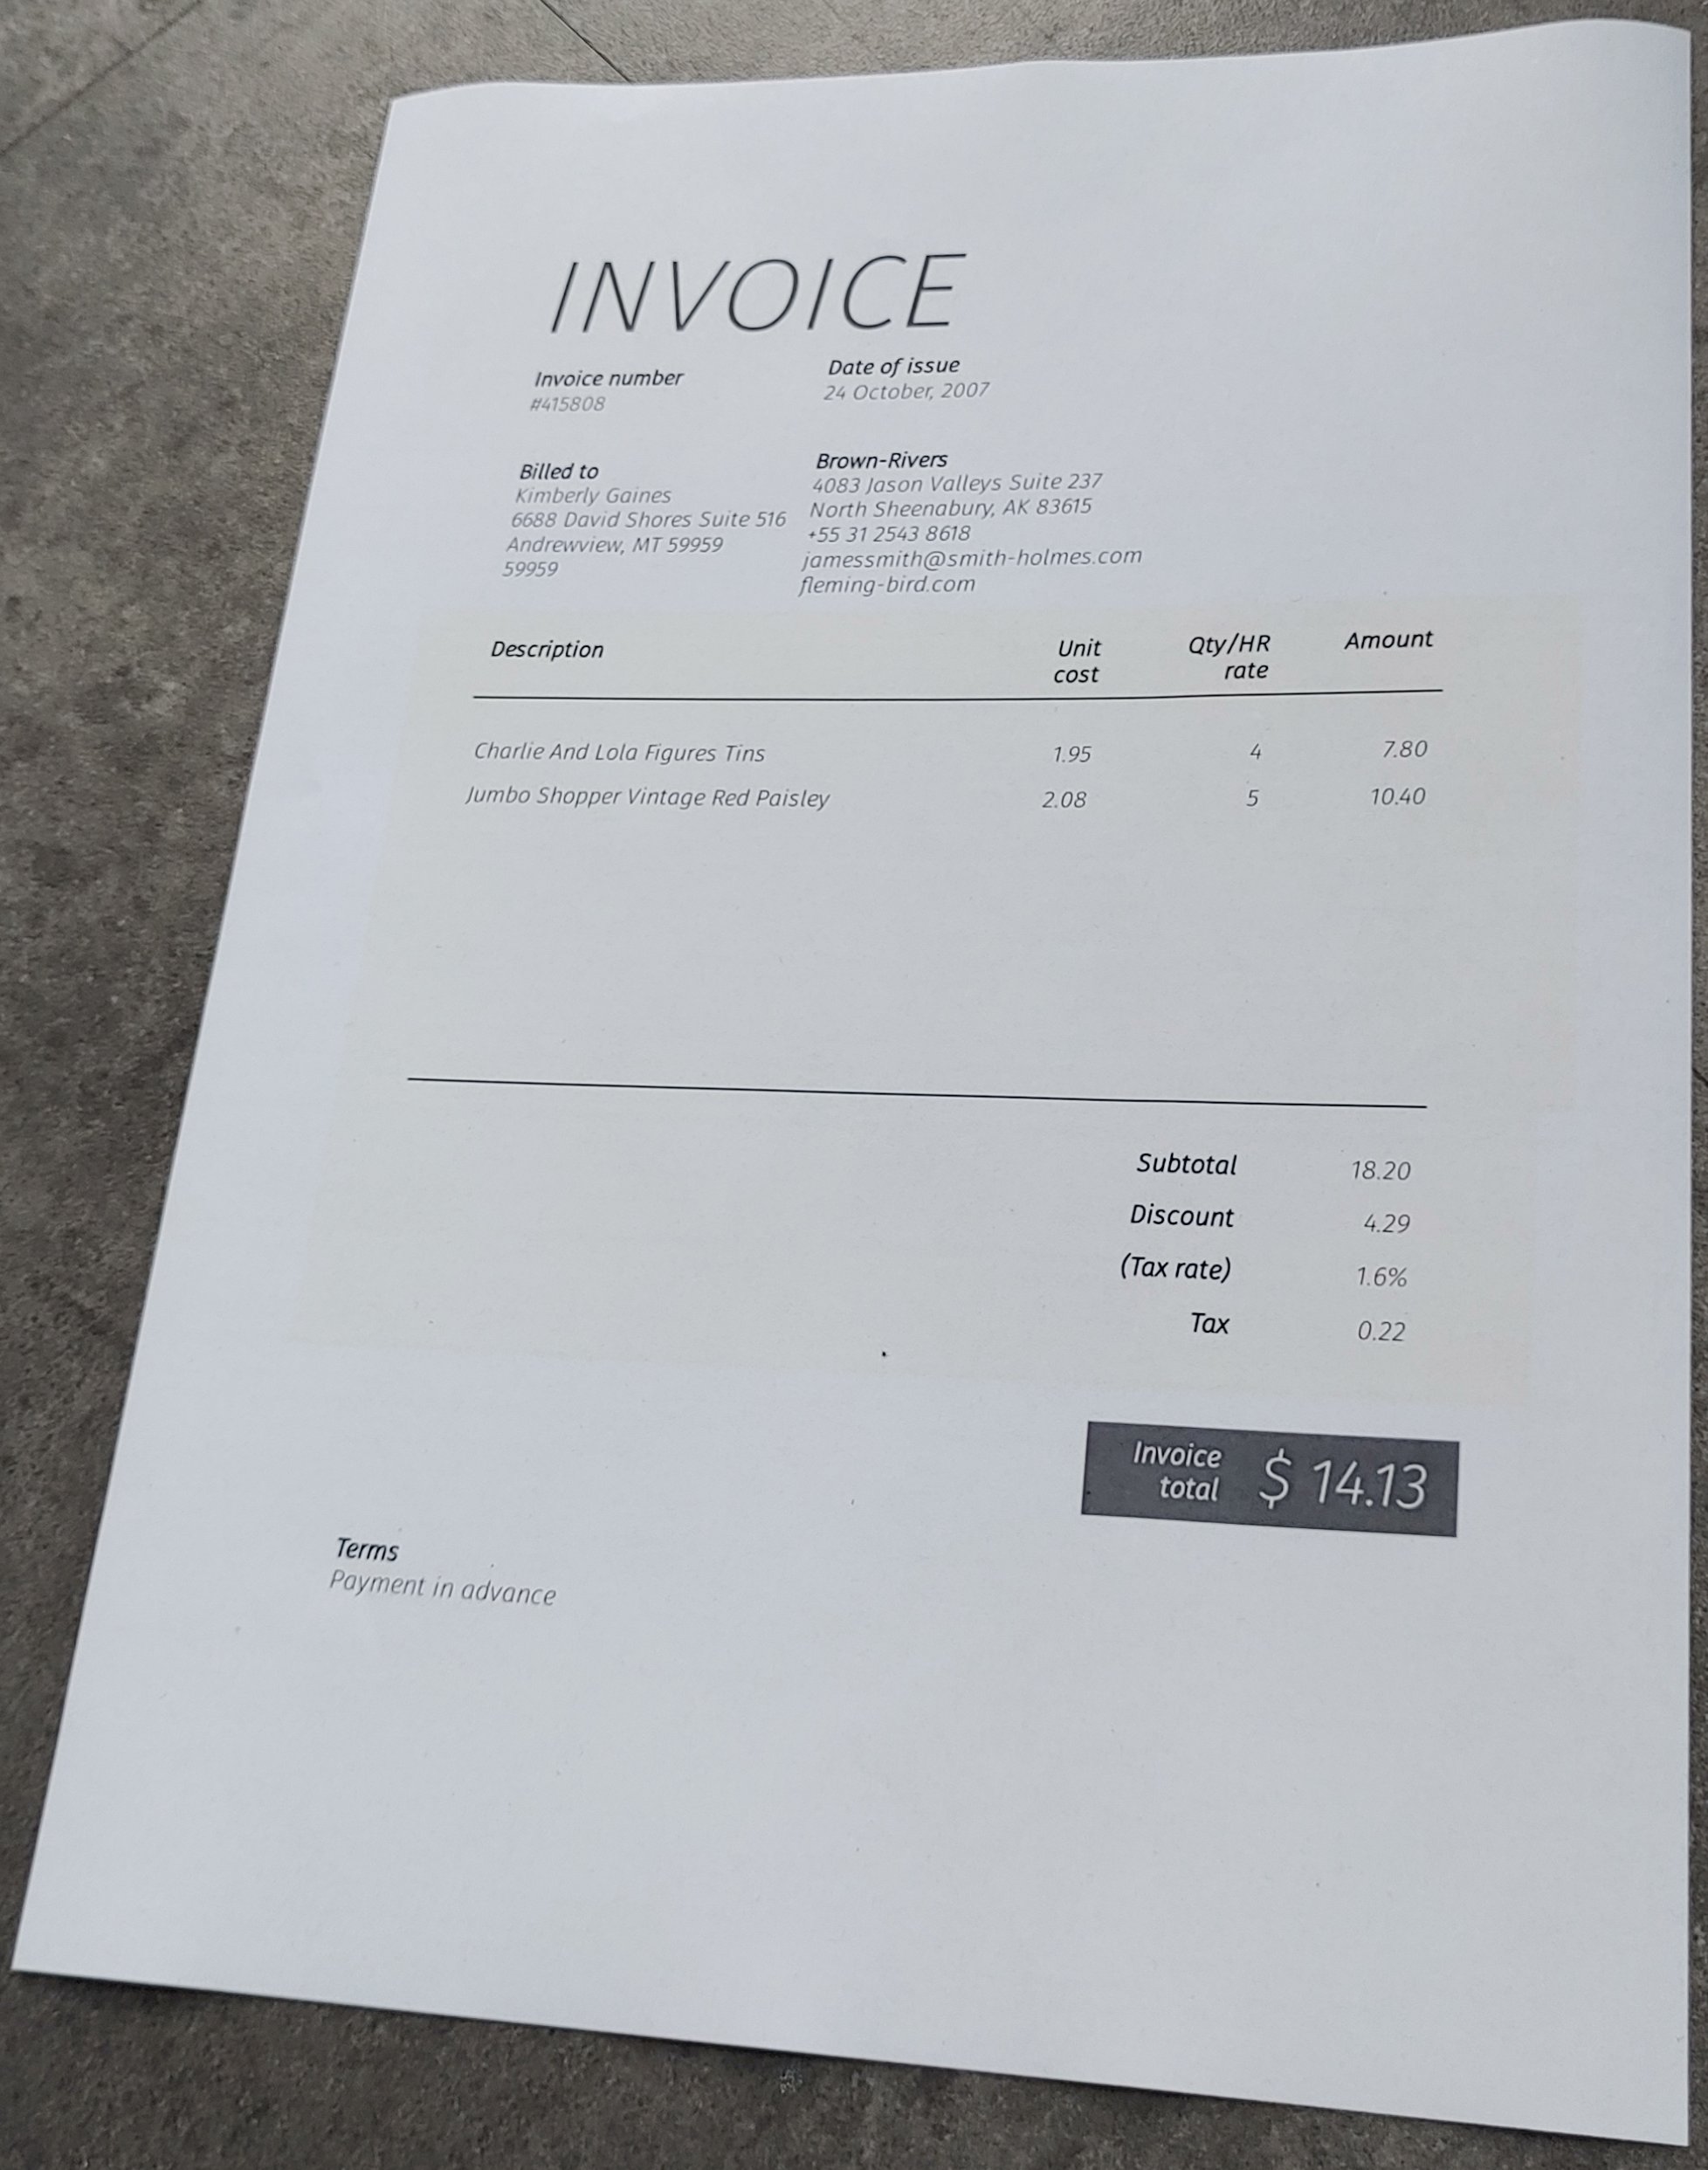 INVOICE
Invoice number
#415808
Date of issue
24 October, 2007
Billed to
Kimberly Gaines
6688 David Shores Suite 516
Andrewview, MT 59959
59959
Brown-Rivers
4083 Jason Valleys Suite 237
North Sheenabury, AK 83615
+55 31 2543 8618
jamessmith@smith-holmes.com
fleming-bird.com
Description Unit cost Qty/HR rate Amount
Charlie And Lola Figures Tins 1.95 4 7.80
Jumbo Shopper Vintage Red Paisley 2.08 5 10.40
Subtotal 18.20
Discount 4.29
(Tax rate) 1.6%
Tax 0.22
Invoice total $ 14.13
Terms
Payment in advance